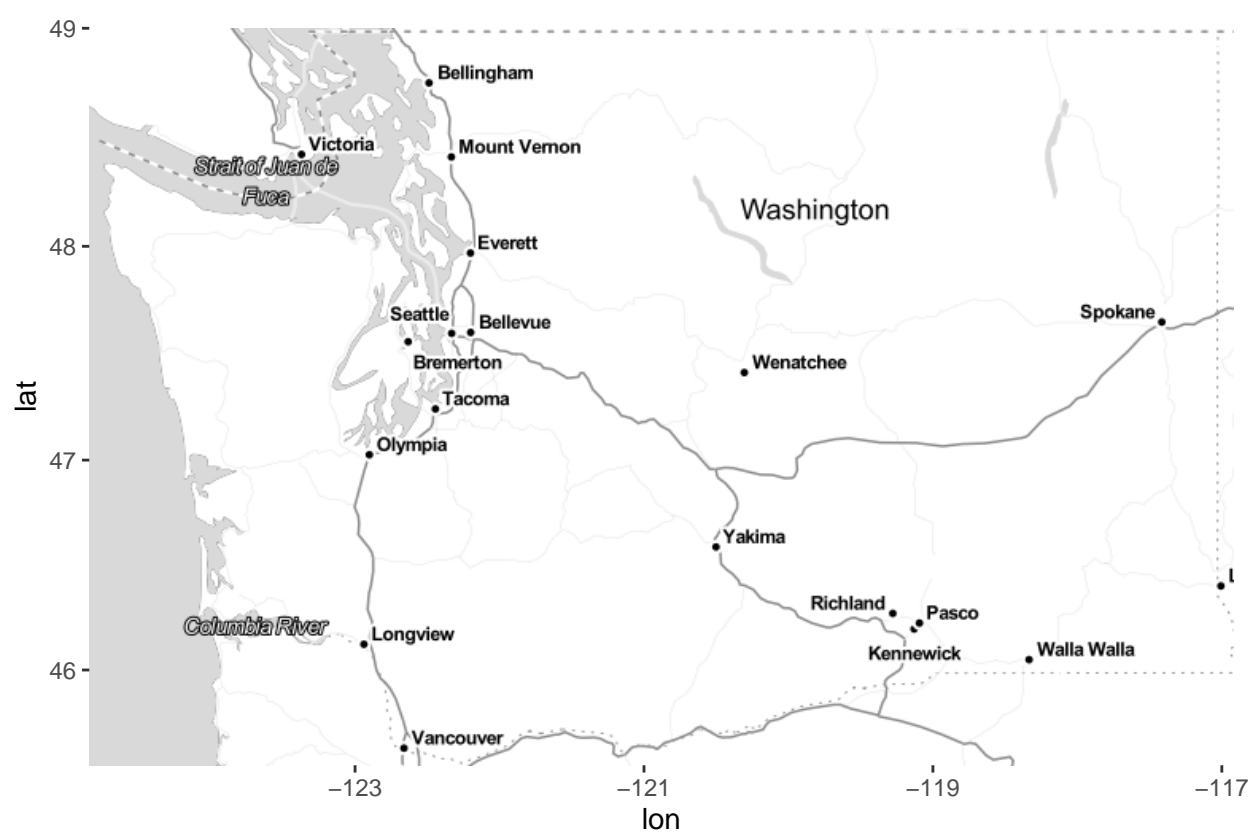 49
Bellingham
Victoria
Mount Vernon
Strait of Juan de
Fuca
Washington
48
Everett
Seattle
Bellevue
Spokane
Bremerton
Wenatchee
lat
Tacoma
Olympia
47
Yakima
L
Richland
Pasco
Columbia River
Longview
Kennewick
Walla Walla
46
Vancouver
−123
−121
−119
−117
lon